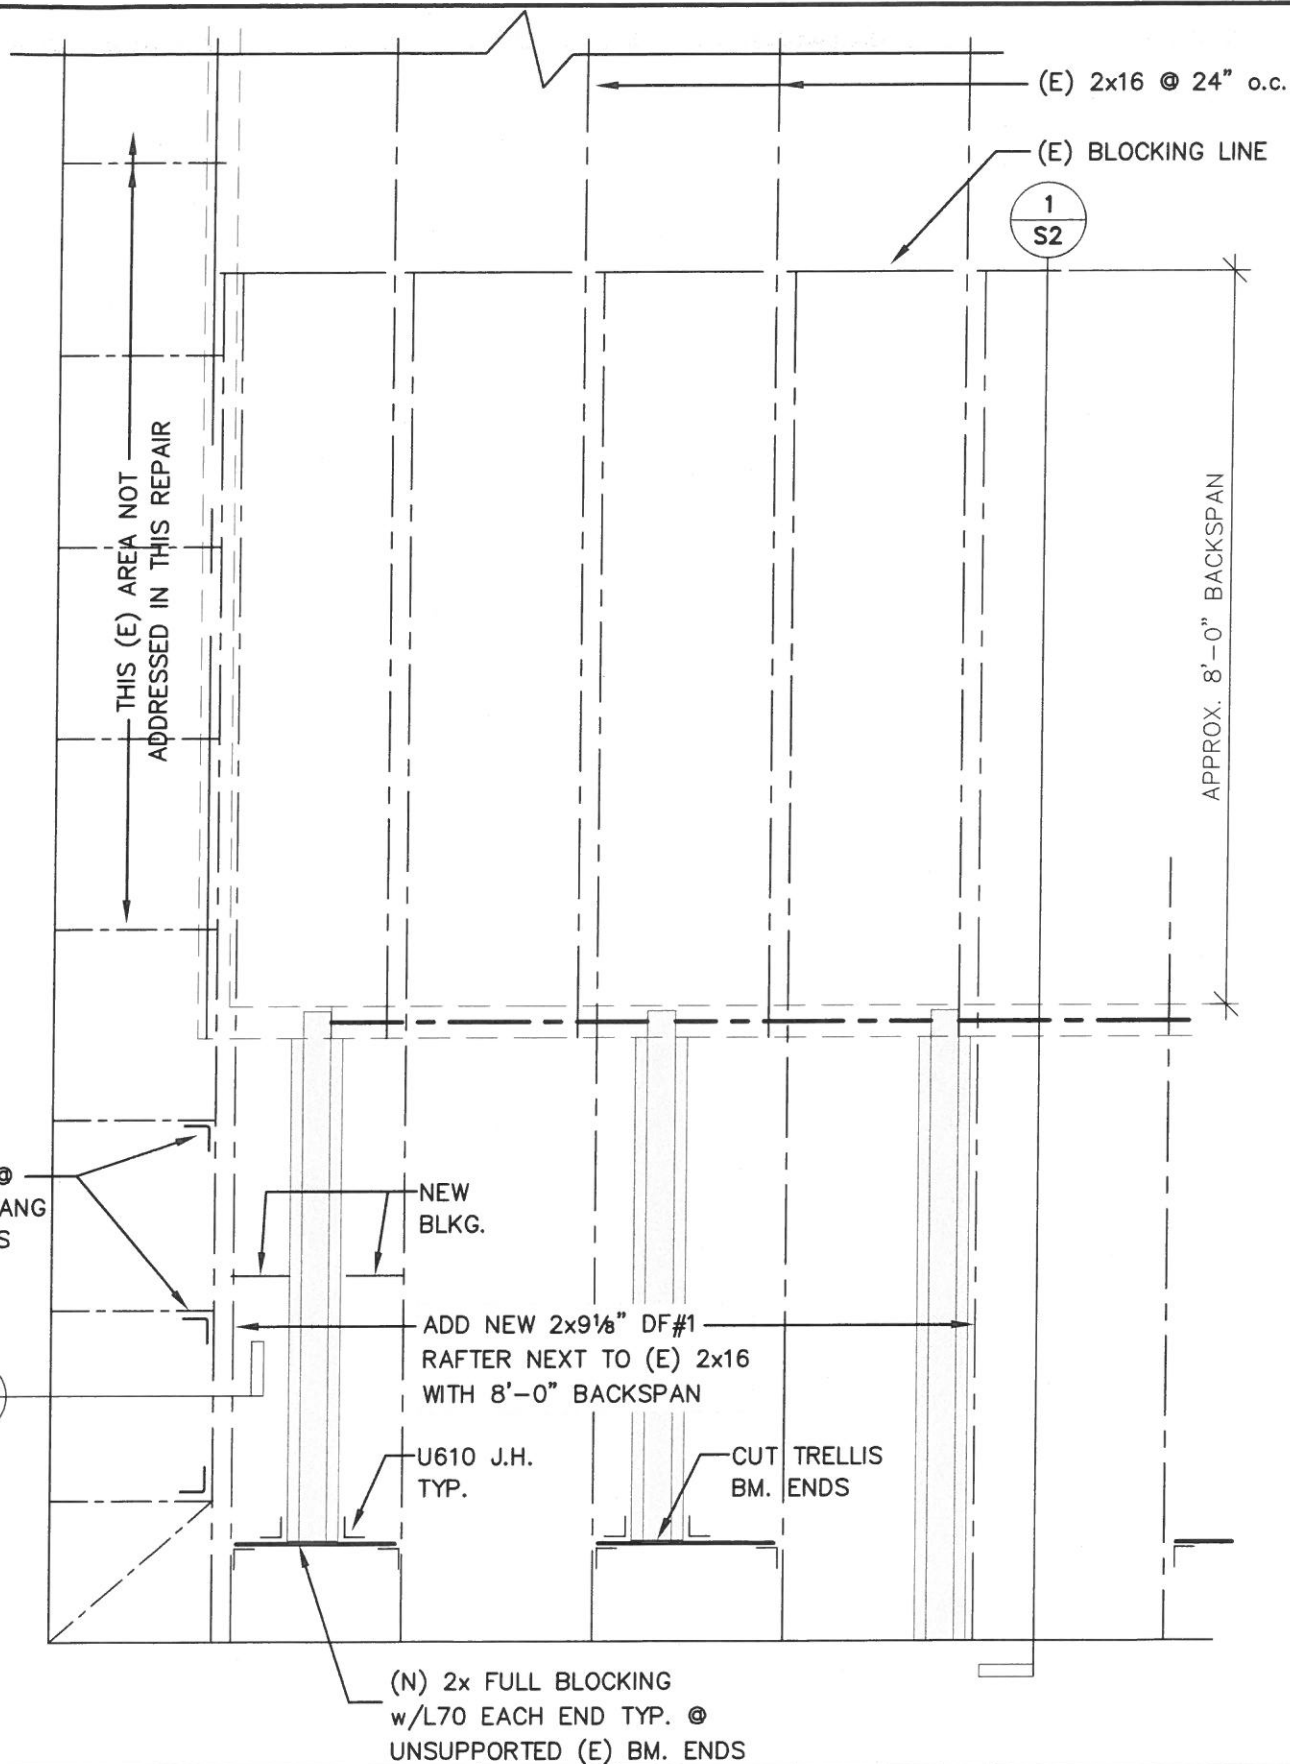 (E) 2x16 @ 24" o.c.
(E) BLOCKING LINE
1
S2
THIS (E) AREA NOT
ADDRESSED IN THIS REPAIR
APPROX. 8'-0" BACKSPAN
@
ANG
S
NEW
BLKG.
ADD NEW 2x9⅛" DF#1
RAFTER NEXT TO (E) 2x16
WITH 8'-0" BACKSPAN
U610 J.H.
TYP.
CUT TRELLIS
BM. ENDS
(N) 2x FULL BLOCKING
w/L70 EACH END TYP. @
UNSUPPORTED (E) BM. ENDS